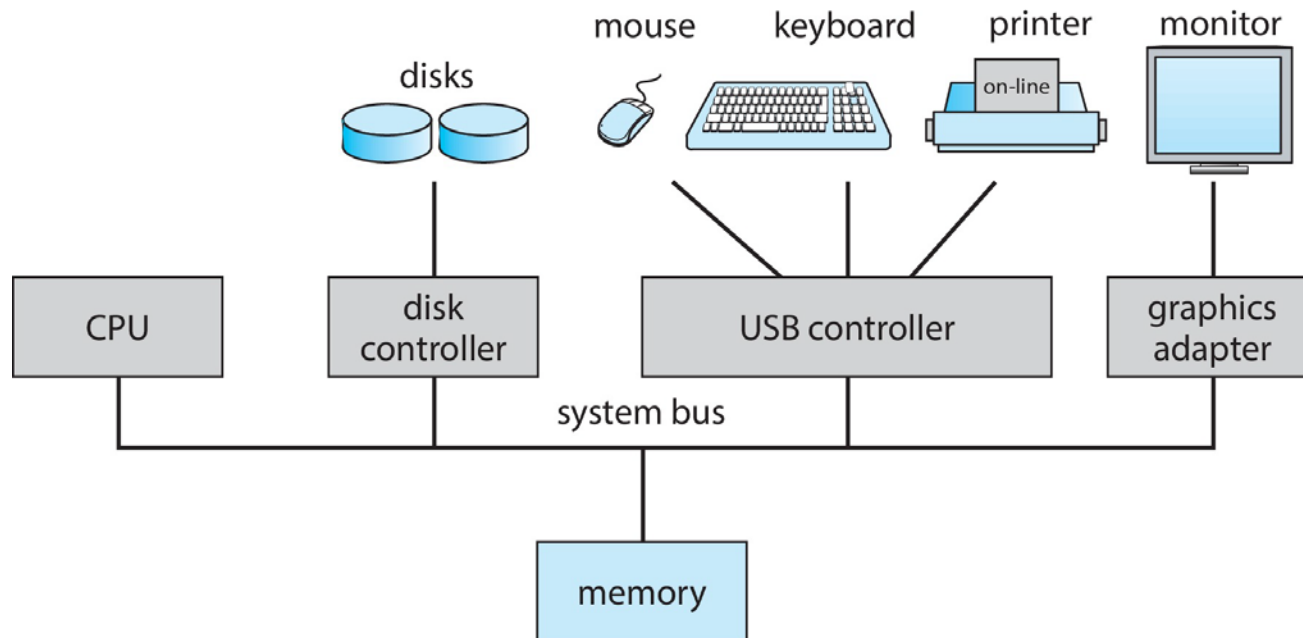 mouse
keyboard
printer
monitor
disks
on-line
CPU
disk
controller
USB controller
graphics
adapter
system bus
memory